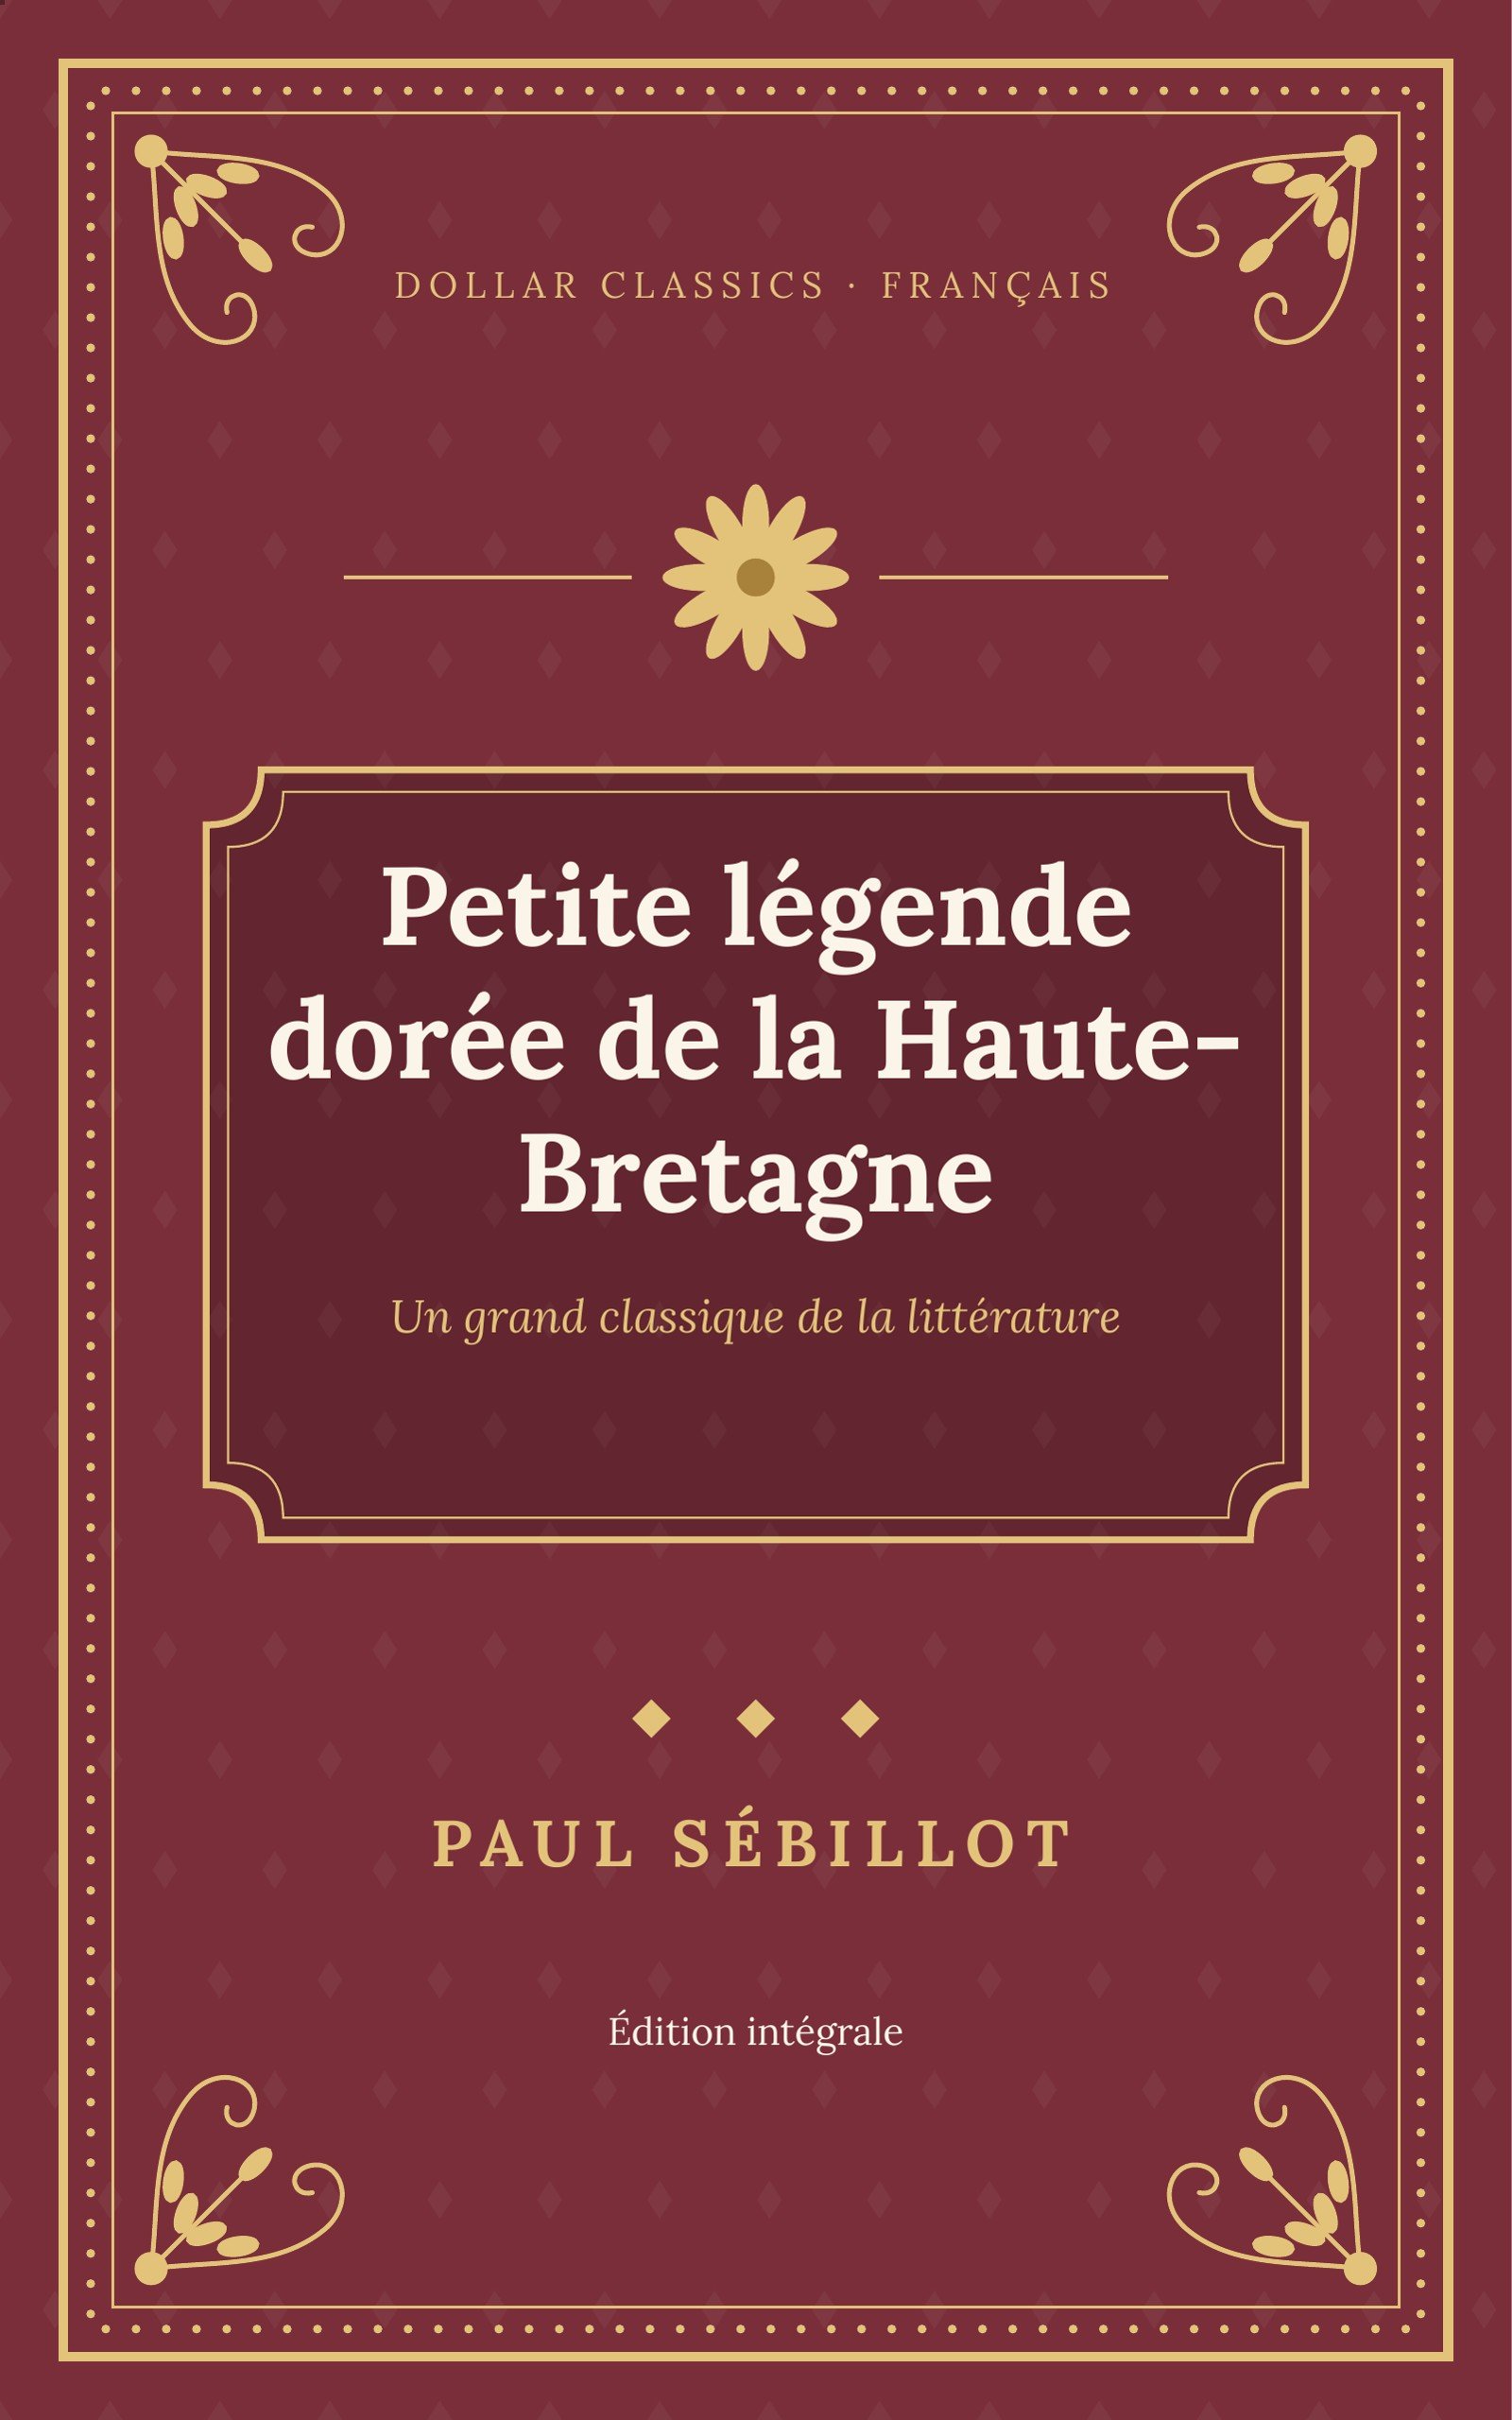 DOLLAR CLASSICS · FRANÇAIS
Petite légende
dorée de la Haute-
Bretagne
Un grand classique de la littérature
PAUL SÉBILLOT
Édition intégrale